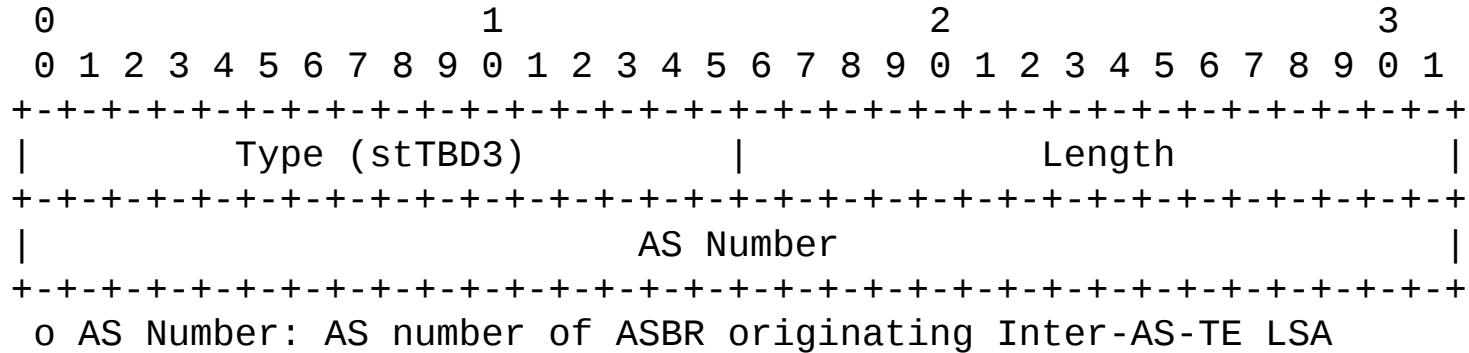 0                   1                   2                   3
 0 1 2 3 4 5 6 7 8 9 0 1 2 3 4 5 6 7 8 9 0 1 2 3 4 5 6 7 8 9 0 1
+-+-+-+-+-+-+-+-+-+-+-+-+-+-+-+-+-+-+-+-+-+-+-+-+-+-+-+-+-+-+-+-+
|         Type (stTBD3)         |             Length            |
+-+-+-+-+-+-+-+-+-+-+-+-+-+-+-+-+-+-+-+-+-+-+-+-+-+-+-+-+-+-+-+-+
|                           AS Number                           |
+-+-+-+-+-+-+-+-+-+-+-+-+-+-+-+-+-+-+-+-+-+-+-+-+-+-+-+-+-+-+-+-+
 o AS Number: AS number of ASBR originating Inter-AS-TE LSA